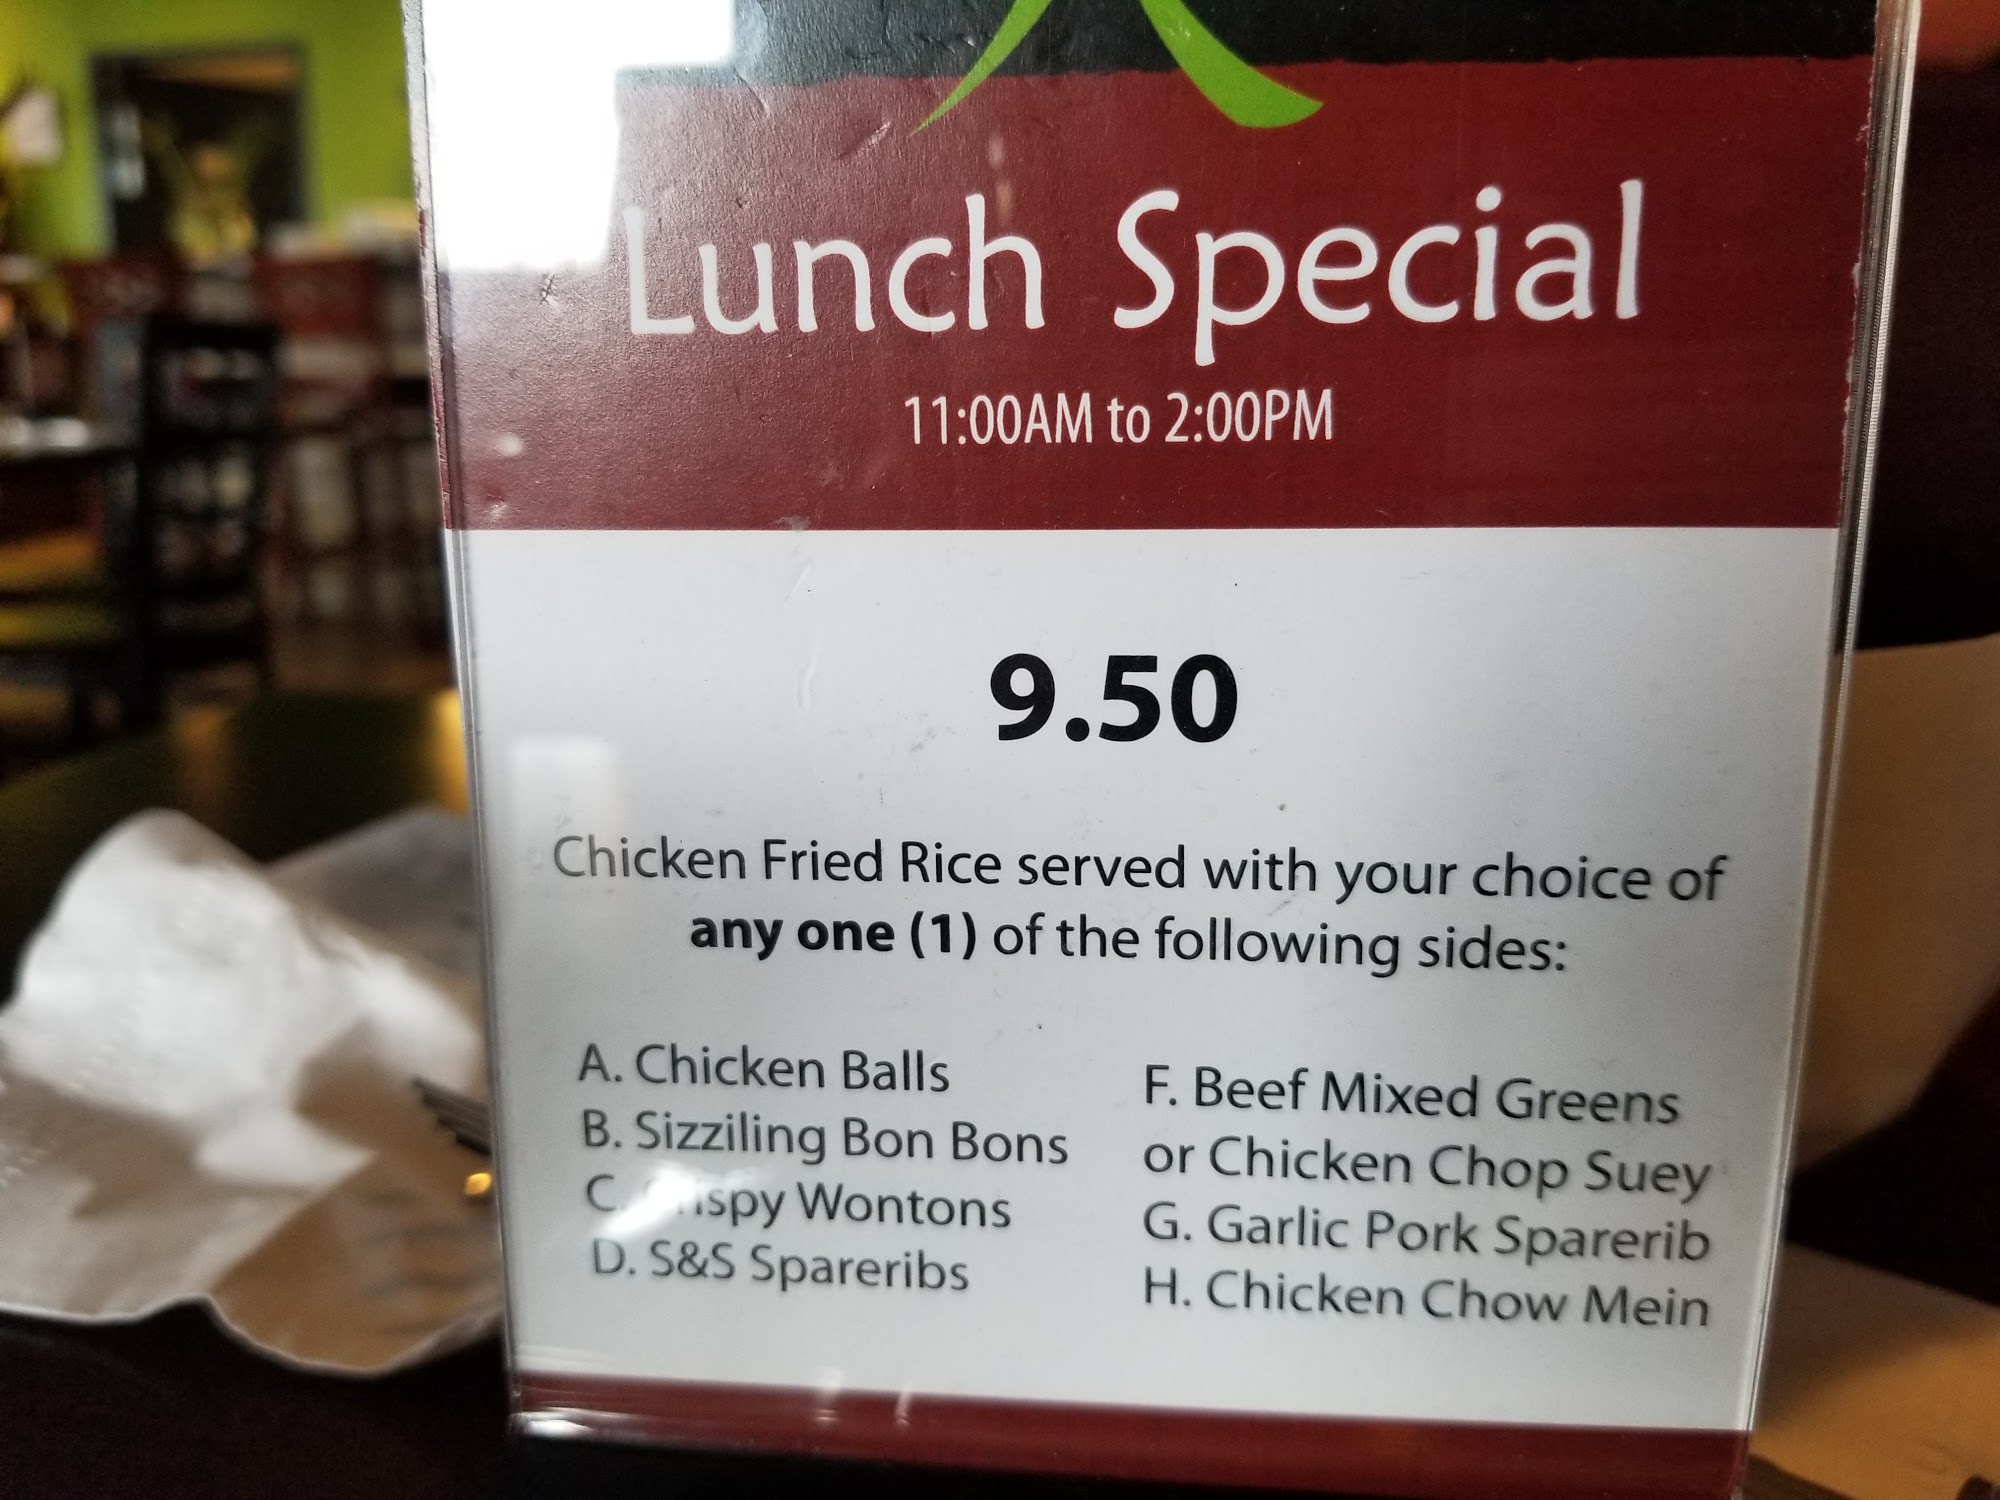 Lunch Special
11:00AM to 2:00PM
9.50
Chicken Fried Rice served with your choice of
any one (1) of the following sides:
A. Chicken Balls
B. Sizziling Bon Bons
C. Crispy Wontons
D. S&S Spareribs
F. Beef Mixed Greens
or Chicken Chop Suey
G. Garlic Pork Sparerib
H. Chicken Chow Mein